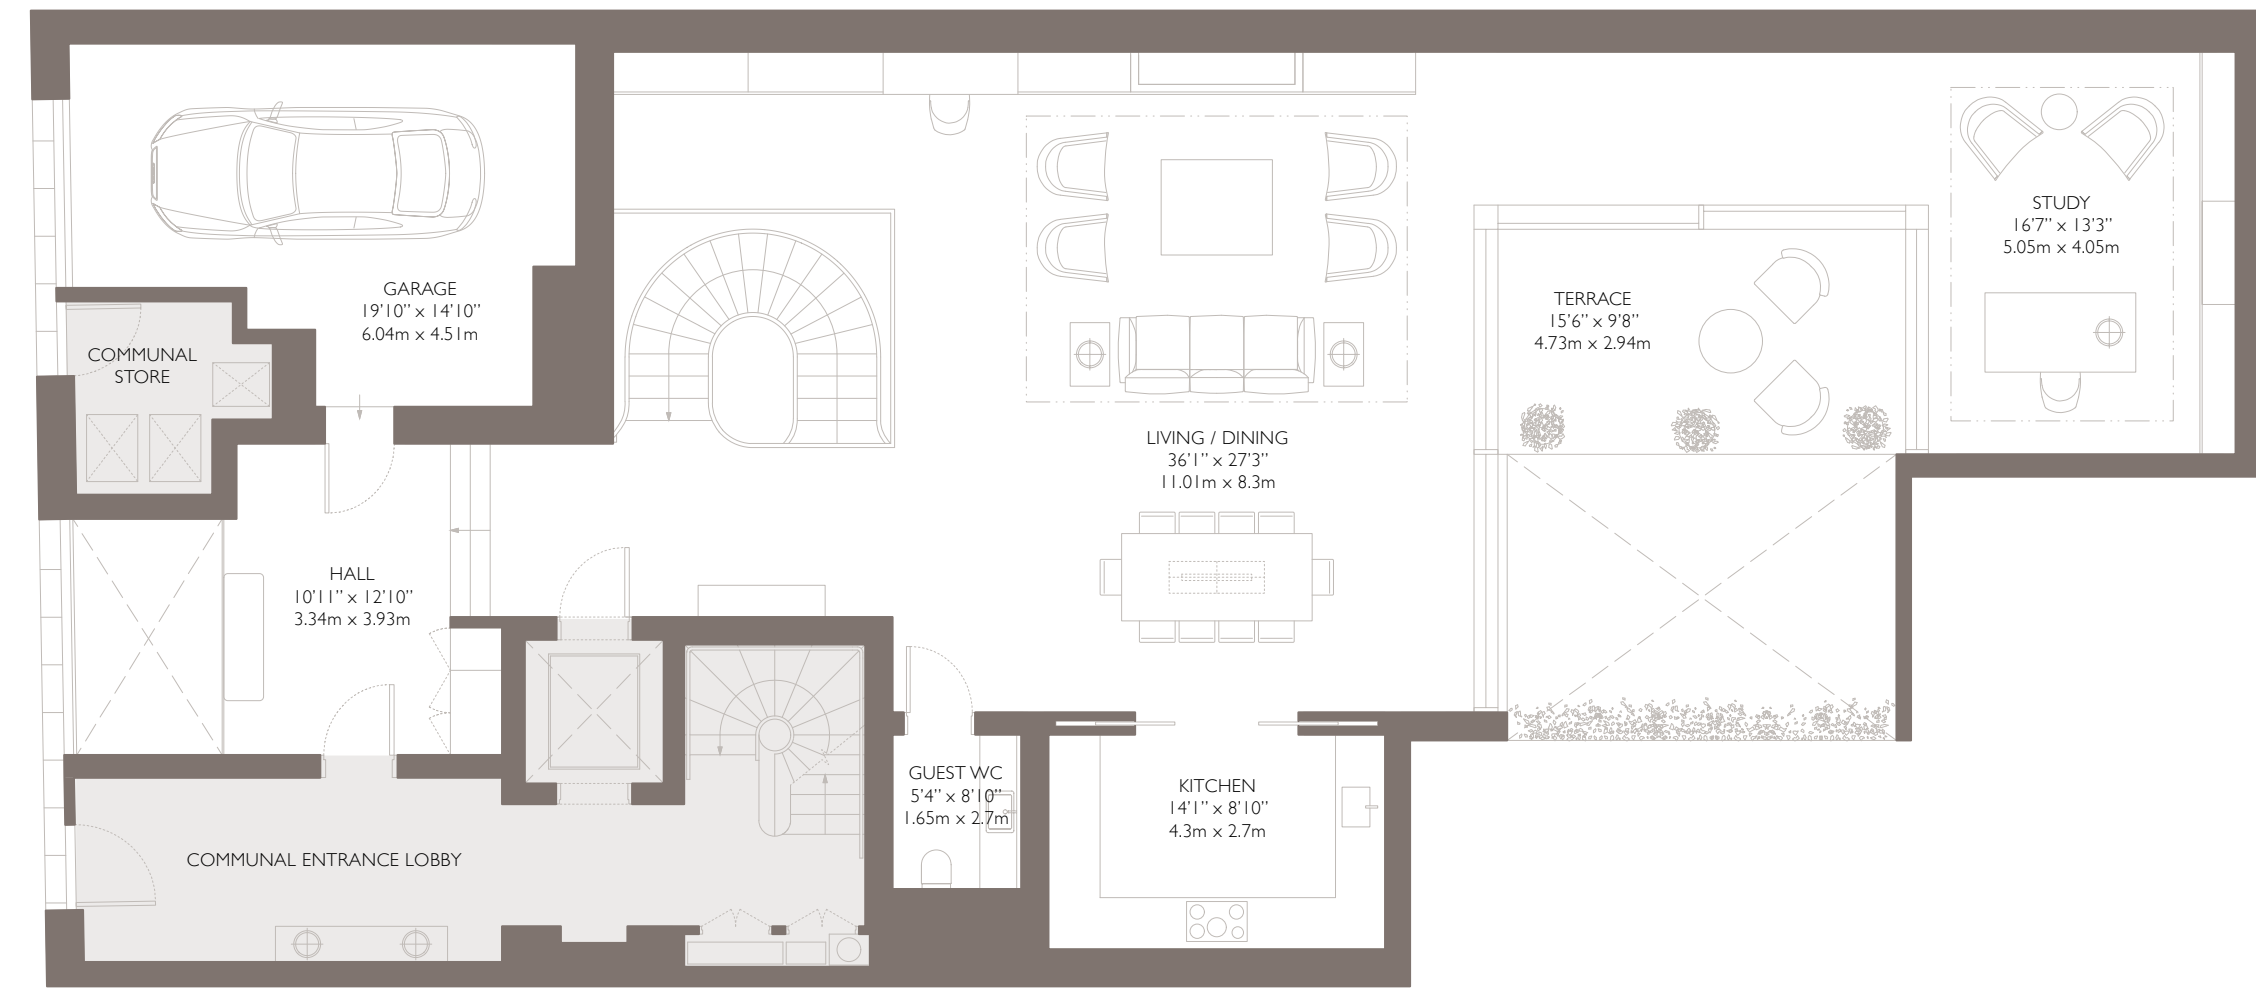 GARAGE
19'10'' x 14'10''
6.04m x 4.51m
COMMUNAL
STORE
STUDY
16'7'' x 13'3''
5.05m x 4.05m
TERRACE
15'6'' x 9'8''
4.73m x 2.94m
LIVING / DINING
36'1'' x 27'3''
11.01m x 8.3m
HALL
10'11'' x 12'10''
3.34m x 3.93m
GUEST WC
5'4'' x 8'10''
1.65m x 2.7m
KITCHEN
14'1'' x 8'10''
4.3m x 2.7m
COMMUNAL ENTRANCE LOBBY